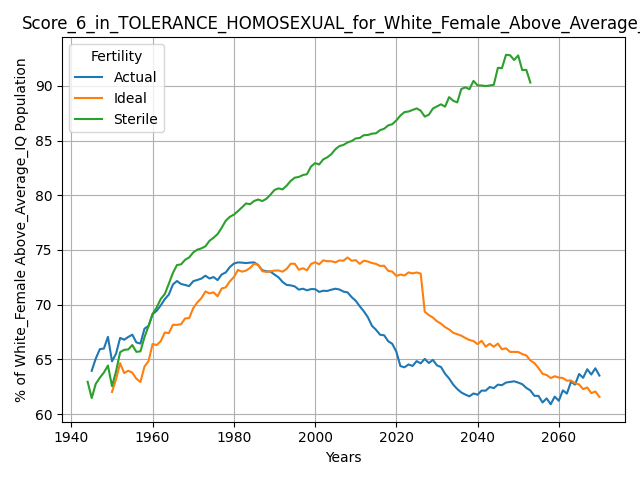 Score_6_in_TOLERANCE_HOMOSEXUAL_for_White_Female_Above_Average_
Fertility
Actual
Ideal
Sterile
% of White_Female Above_Average_IQ Population
90
85
80
75
70
65
60
1940
1960
1980
2000
2020
2040
2060
Years